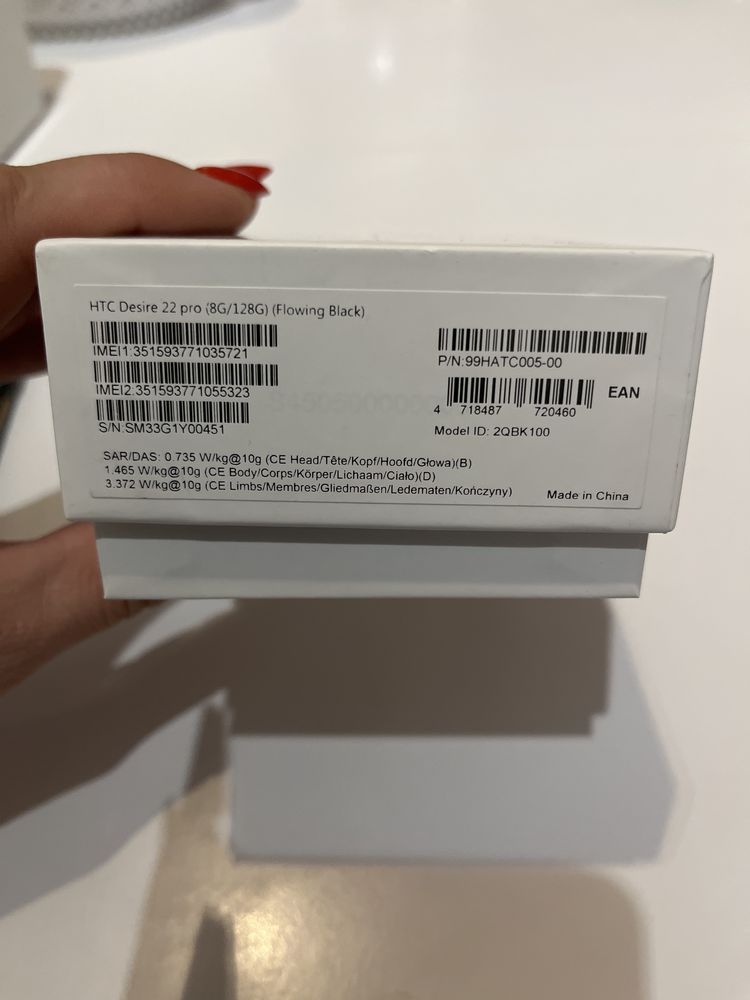 HTC Desire 22 pro (8G/128G) (Flowing Black)
IMEI1:351593771035721
IMEI2:351593771055323
S/N:SM33G1Y00451
P/N:99HATC005-00
EAN
4 718487 720460
Model ID: 2QBK100
SAR/DAS: 0.735 W/kg@10g (CE Head/Tête/Kopf/Hoofd/Głowa)(B)
1.465 W/kg@10g (CE Body/Corps/Körper/Lichaam/Ciało)(D)
3.372 W/kg@10g (CE Limbs/Membres/Gliedmaßen/Ledematen/Kończyny)
Made in China